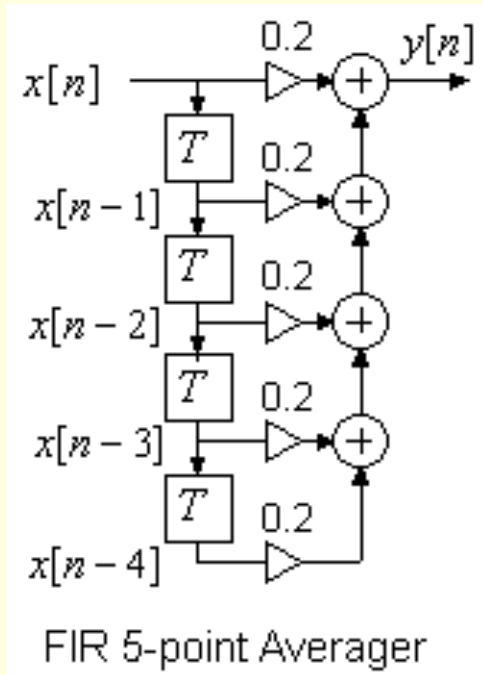 0.2
x[n]
y[n]
T
0.2
x[n−1]
T
0.2
x[n−2]
T
0.2
x[n−3]
T
0.2
x[n−4]
FIR 5-point Averager